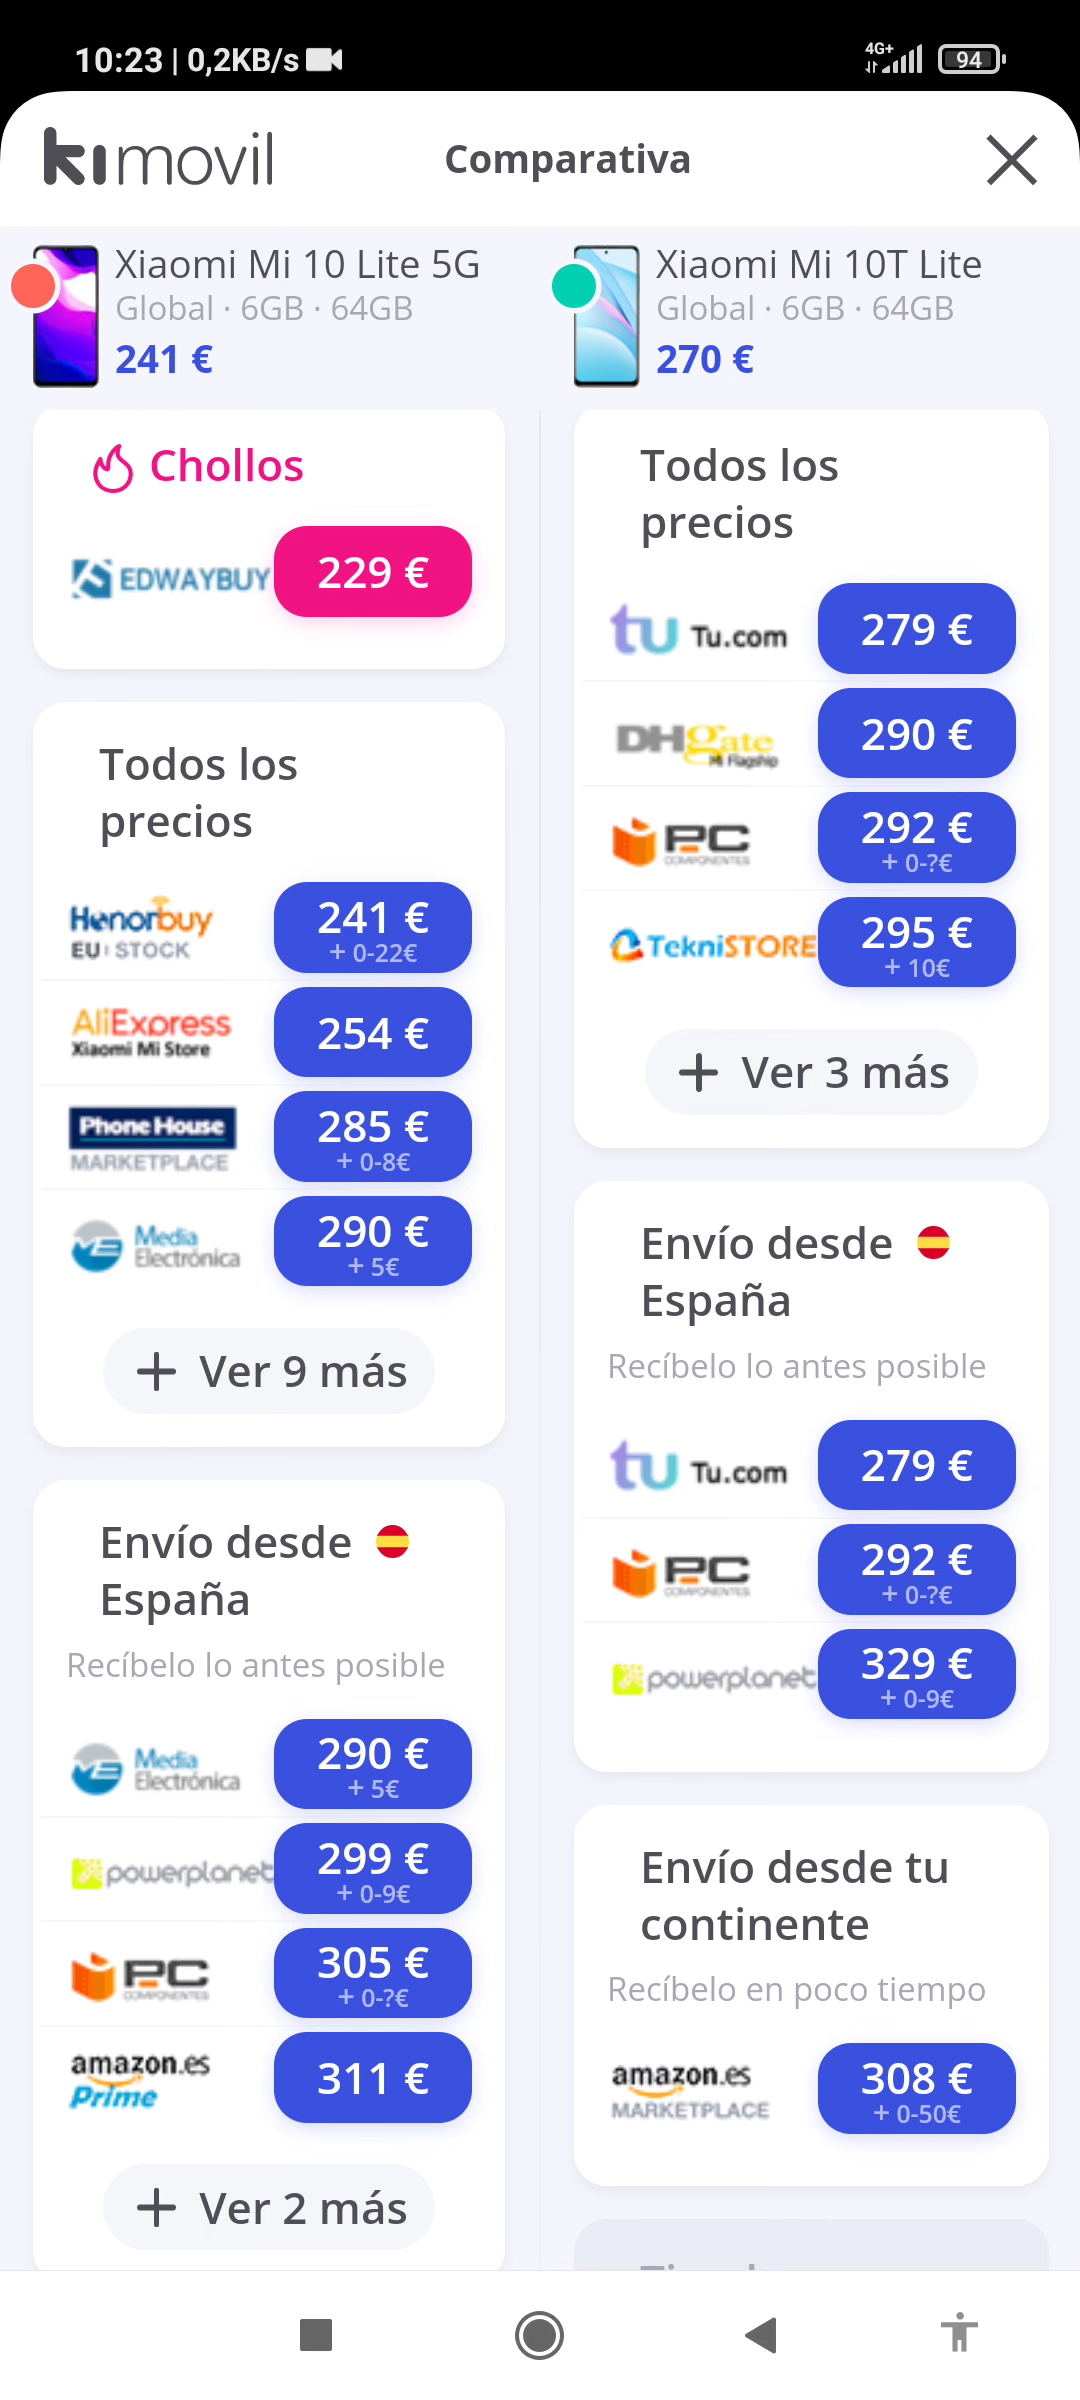 10:23 | 0,2KB/s
4G+
94
kimovil
Comparativa
Xiaomi Mi 10 Lite 5G
Global · 6GB · 64GB
241 €
Xiaomi Mi 10T Lite
Global · 6GB · 64GB
270 €
Chollos
EDWAYBUY
229 €
Todos los
precios
Honorbuy
EU STOCK
241 €
+ 0-22€
AliExpress
Xiaomi Mi Store
254 €
Phone House
MARKETPLACE
285 €
+ 0-8€
Media
Electrónica
290 €
+ 5€
+ Ver 9 más
Envío desde
España
Recíbelo lo antes posible
Media
Electrónica
290 €
+ 5€
powerplanet
299 €
+ 0-9€
PC
COMPONENTES
305 €
+ 0-?€
amazon.es
Prime
311 €
+ Ver 2 más
Todos los
precios
tu Tu.com
279 €
DHgate
Mi Flagship
290 €
PC
COMPONENTES
292 €
+ 0-?€
TekniSTORE
295 €
+ 10€
+ Ver 3 más
Envío desde
España
Recíbelo lo antes posible
tu Tu.com
279 €
PC
COMPONENTES
292 €
+ 0-?€
powerplanet
329 €
+ 0-9€
Envío desde tu
continente
Recíbelo en poco tiempo
amazon.es
MARKETPLACE
308 €
+ 0-50€